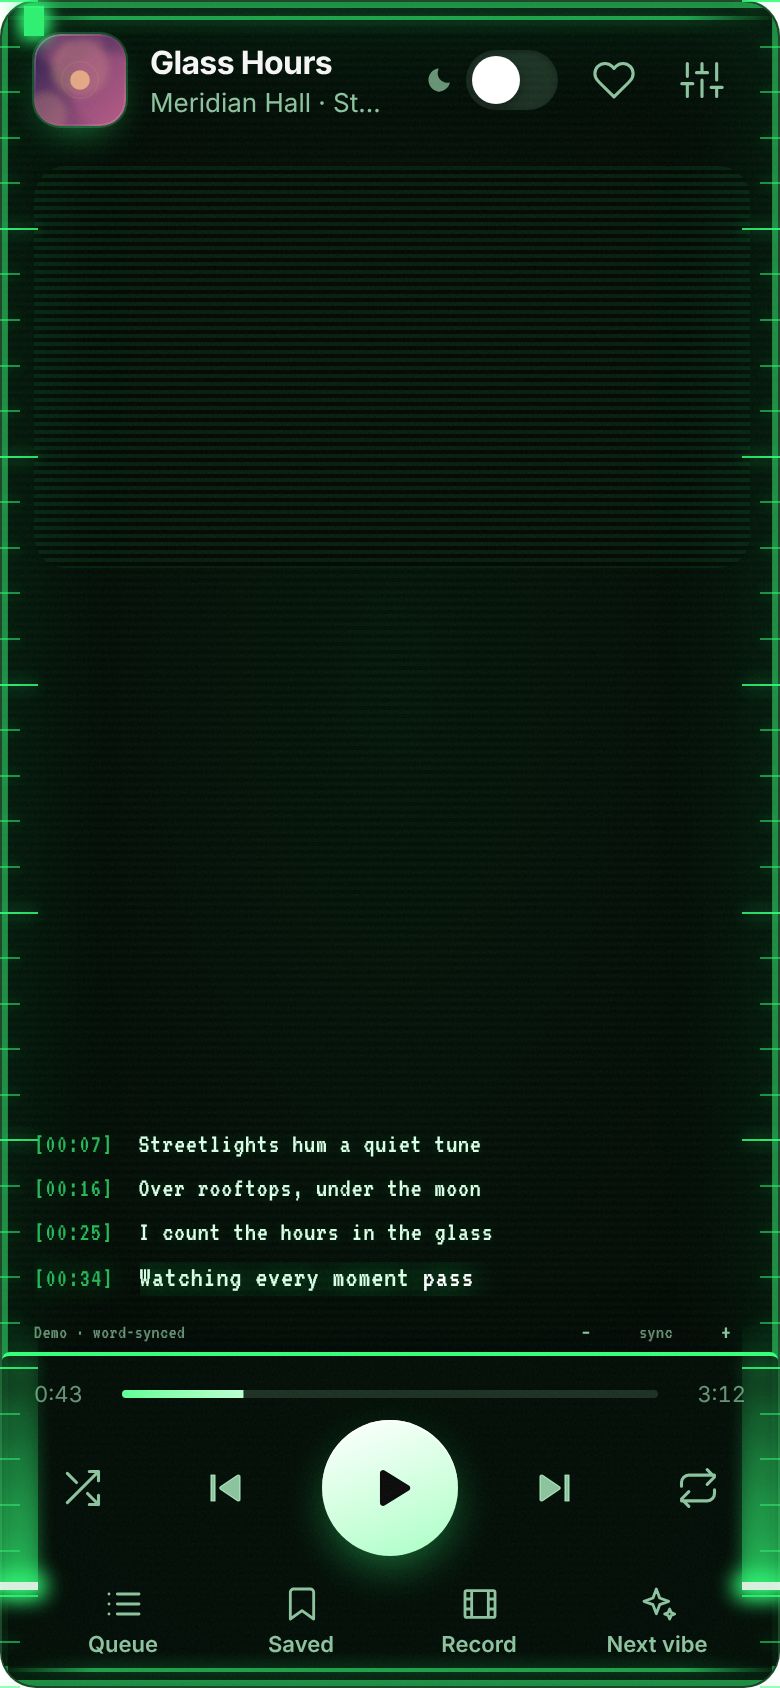 Glass Hours
Meridian Hall · St...
[00:07] Streetlights hum a quiet tune
[00:16] Over rooftops, under the moon
[00:25] I count the hours in the glass
[00:34] Watching every moment pass
Demo · word-synced - sync +
0:43 3:12
Queue Saved Record Next vibe